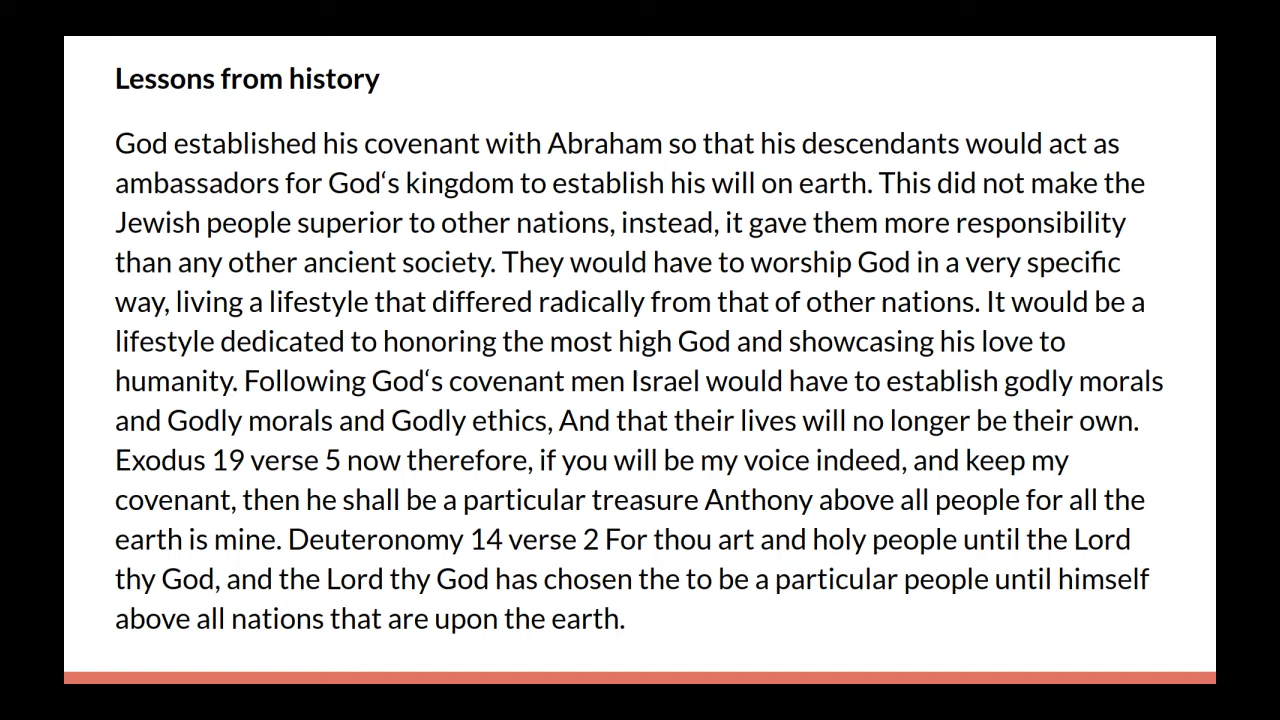 Lessons from history
God established his covenant with Abraham so that his descendants would act as
ambassadors for God‘s kingdom to establish his will on earth. This did not make the
Jewish people superior to other nations, instead, it gave them more responsibility
than any other ancient society. They would have to worship God in a very specific
way, living a lifestyle that differed radically from that of other nations. It would be a
lifestyle dedicated to honoring the most high God and showcasing his love to
humanity. Following God‘s covenant men Israel would have to establish godly morals
and Godly morals and Godly ethics, And that their lives will no longer be their own.
Exodus 19 verse 5 now therefore, if you will be my voice indeed, and keep my
covenant, then he shall be a particular treasure Anthony above all people for all the
earth is mine. Deuteronomy 14 verse 2 For thou art and holy people until the Lord
thy God, and the Lord thy God has chosen the to be a particular people until himself
above all nations that are upon the earth.